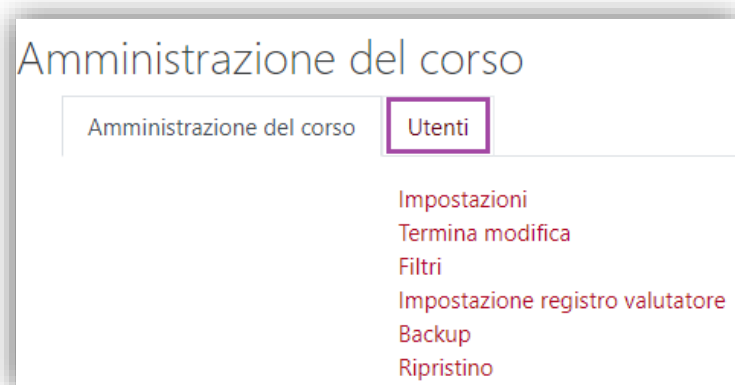 Amministrazione del corso
Amministrazione del corso Utenti
Impostazioni
Termina modifica
Filtri
Impostazione registro valutatore
Backup
Ripristino